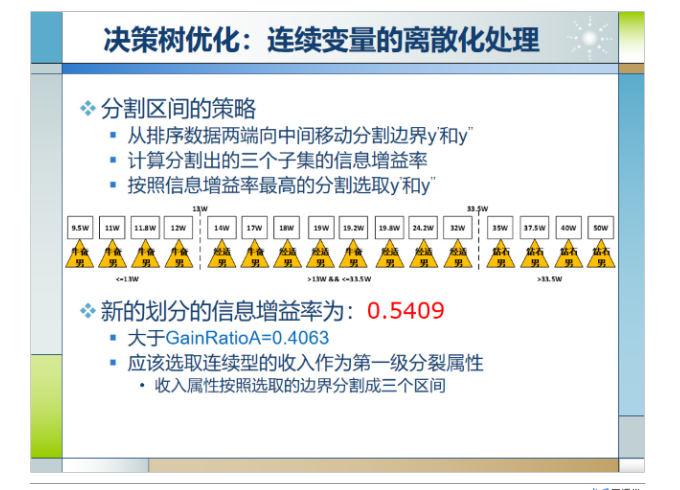 决策树优化：连续变量的离散化处理
分割区间的策略
从排序数据两端向中间移动分割边界y'和y''
计算分割出的三个子集的信息增益率
按照信息增益率最高的分割选取y'和y''
13W 33.5W
9.5W 11W 11.8W 12W 14W 17W 18W 19W 19.2W 19.8W 24.2W 32W 35W 37.5W 40W 50W
牛奋男 牛奋男 牛奋男 牛奋男 经适男 牛奋男 经适男 经适男 牛奋男 经适男 经适男 经适男 钻石男 钻石男 钻石男 钻石男
<=13W >13W && <=33.5W >33.5W
新的划分的信息增益率为：0.5409
大于GainRatioA=0.4063
应该选取连续型的收入作为第一级分裂属性
收入属性按照选取的边界分割成三个区间